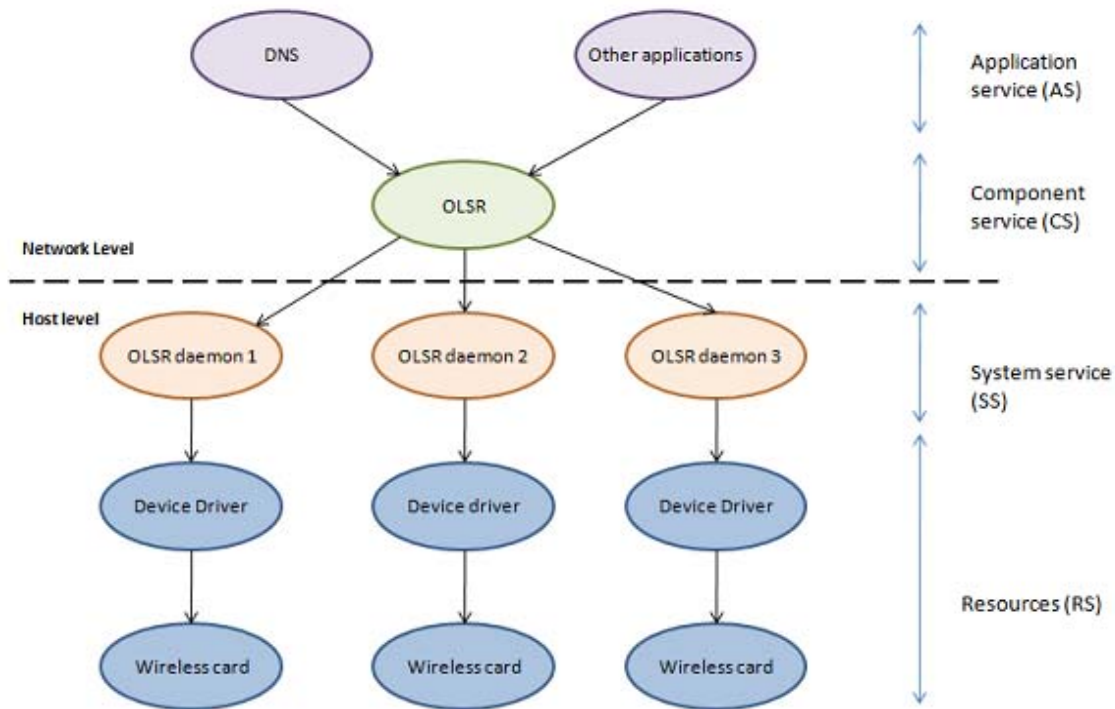 DNS
Other applications
Application
service (AS)
OLSR
Component
service (CS)
Network Level
Host level
OLSR daemon 1
OLSR daemon 2
OLSR daemon 3
System service
(SS)
Device Driver
Device driver
Device Driver
Resources (RS)
Wireless card
Wireless card
Wireless card